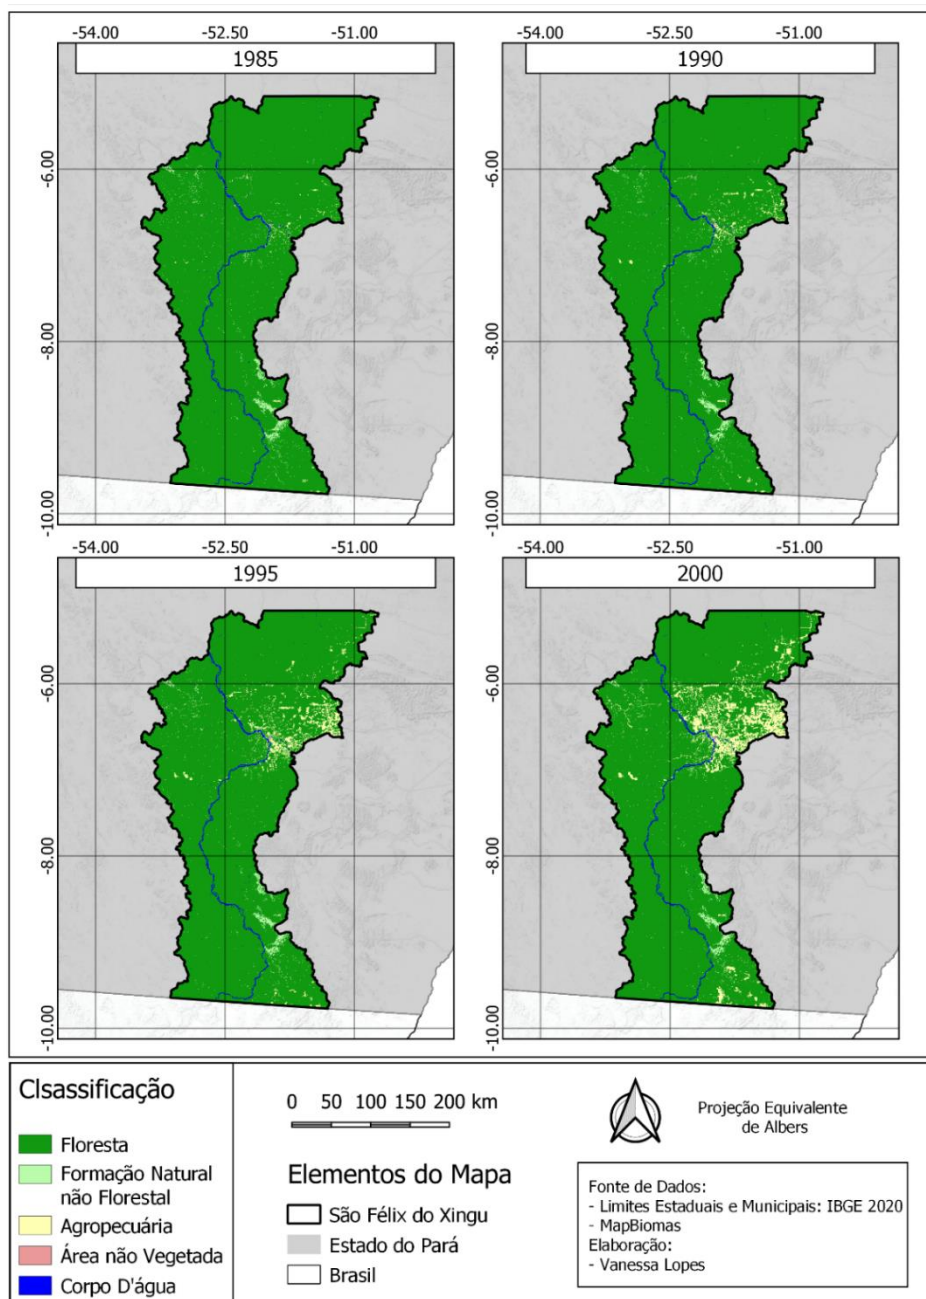 -54.00 -52.50 -51.00
1985
-6.00
-8.00
-10.00
-54.00 -52.50 -51.00
1990
-6.00
-8.00
-10.00
-54.00 -52.50 -51.00
1995
-6.00
-8.00
-10.00
-54.00 -52.50 -51.00
2000
-6.00
-8.00
-10.00
Clsassificação
Floresta
Formação Natural
não Florestal
Agropecuária
Área não Vegetada
Corpo D'água
0 50 100 150 200 km
Elementos do Mapa
São Félix do Xingu
Estado do Pará
Brasil
Projeção Equivalente
de Albers
Fonte de Dados:
- Limites Estaduais e Municipais: IBGE 2020
- MapBiomas
Elaboração:
- Vanessa Lopes